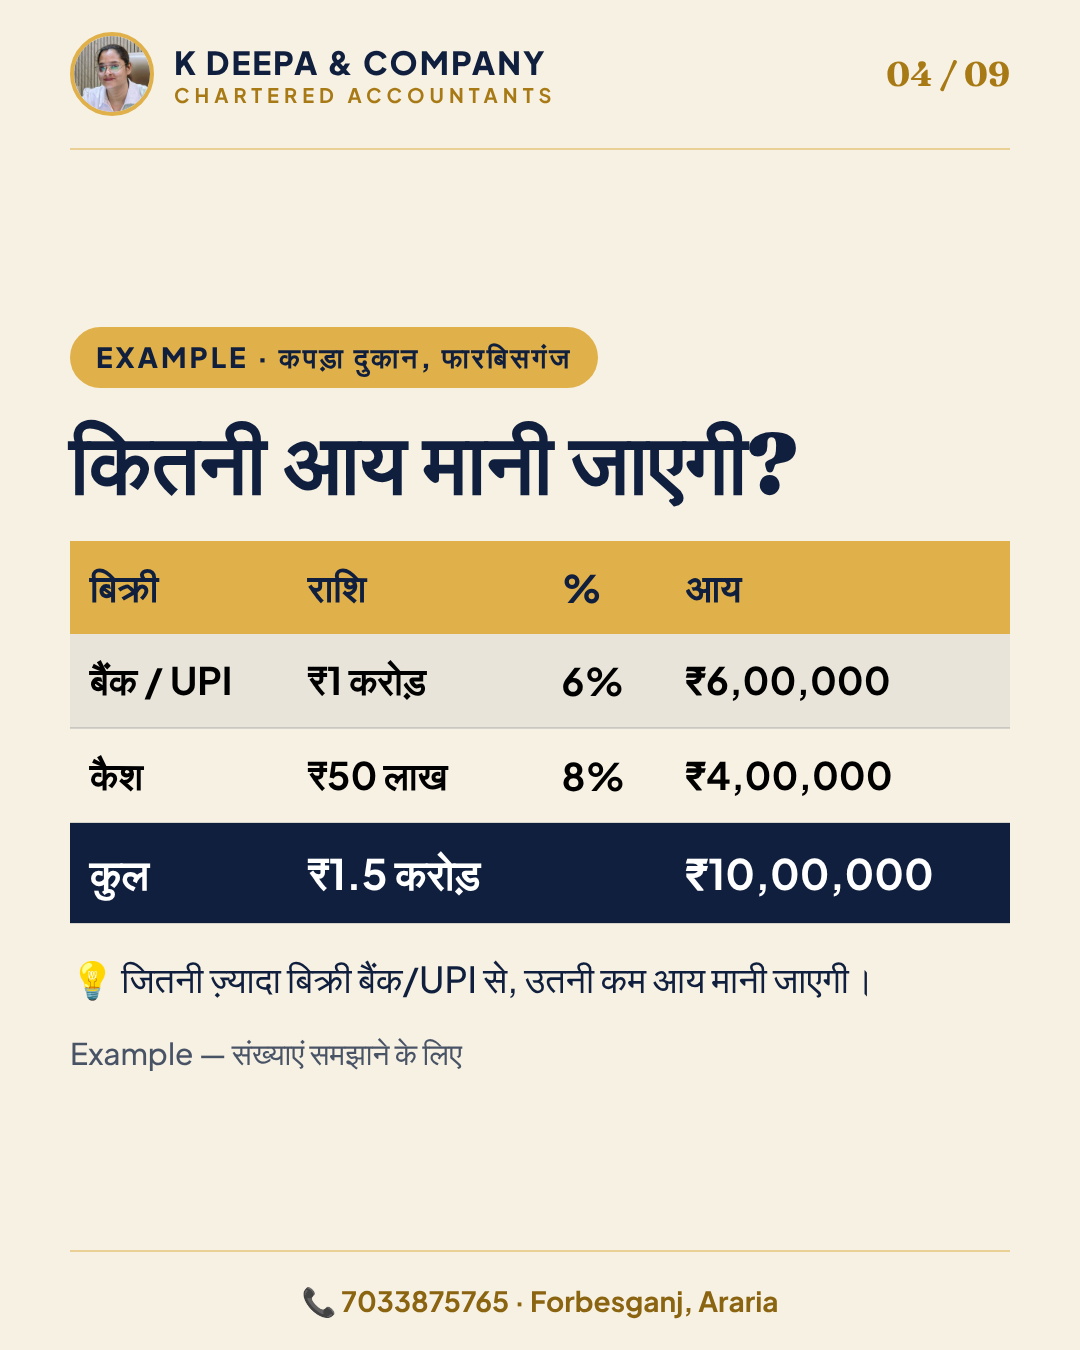 K DEEPA & COMPANY
CHARTERED ACCOUNTANTS
04 / 09
EXAMPLE · कपड़ा दुकान, फारबिसगंज
कितनी आय मानी जाएगी?
बिक्री राशि % आय
बैंक / UPI ₹1 करोड़ 6% ₹6,00,000
कैश ₹50 लाख 8% ₹4,00,000
कुल ₹1.5 करोड़ ₹10,00,000
💡 जितनी ज़्यादा बिक्री बैंक/UPI से, उतनी कम आय मानी जाएगी।
Example — संख्याएं समझाने के लिए
📞 7033875765 · Forbesganj, Araria